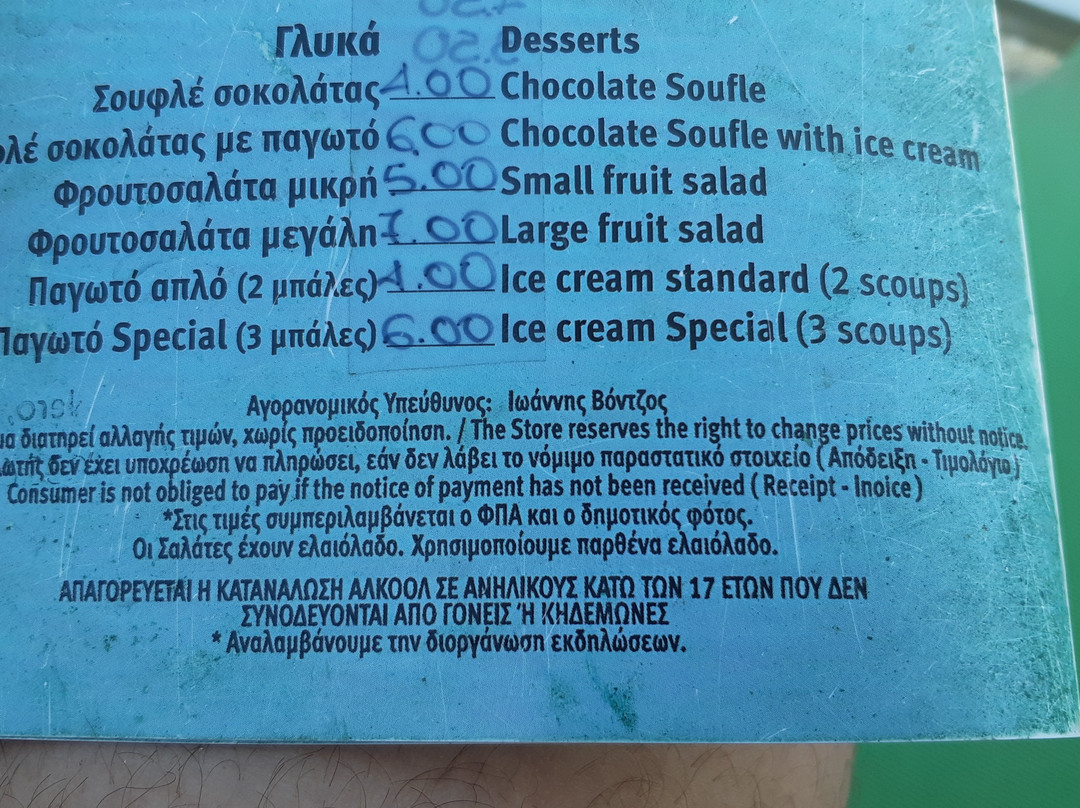 Γλυκά Desserts
Σουφλέ σοκολάτας 4.00 Chocolate Soufle
σοκολάτας με παγωτό 6.00 Chocolate Soufle with ice cream
Φρουτοσαλάτα μικρή 5.00 Small fruit salad
Φρουτοσαλάτα μεγάλη 7.00 Large fruit salad
Παγωτό απλό (2 μπάλες) 4.00 Ice cream standard (2 scoups)
Παγωτό Special (3 μπάλες) 6.00 Ice cream Special (3 scoups)
Αγορανομικός Υπεύθυνος: Ιωάννης Βόντζος
διατηρεί αλλαγής τιμών, χωρίς προειδοποίηση. / The Store reserves the right to change prices without notice.
δεν έχει υποχρέωση να πληρώσει, εάν δεν λάβει το νόμιμο παραστατικό στοιχείο ( Απόδειξη - Τιμολόγιο )
Consumer is not obliged to pay if the notice of payment has not been received ( Receipt - Inoice )
*Στις τιμές συμπεριλαμβάνεται ο ΦΠΑ και ο δημοτικός φότος.
Οι Σαλάτες έχουν ελαιόλαδο. Χρησιμοποίουμε παρθένα ελαιόλαδο.
ΑΠΑΓΟΡΕΥΕΤΑΙ Η ΚΑΤΑΝΑΛΩΣΗ ΑΛΚΟΟΛ ΣΕ ΑΝΗΛΙΚΟΥΣ ΚΑΤΩ ΤΩΝ 17 ΕΤΩΝ ΠΟΥ ΔΕΝ
ΣΥΝΟΔΕΥΟΝΤΑΙ ΑΠΟ ΓΟΝΕΙΣ Ή ΚΗΔΕΜΩΝΕΣ
* Αναλαμβάνουμε την διοργάνωση εκδηλώσεων.